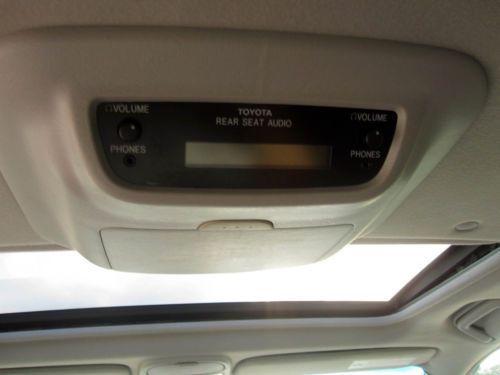 VOLUME
TOYOTA
VOLUME
REAR SEAT AUDIO
PHONES
PHONES